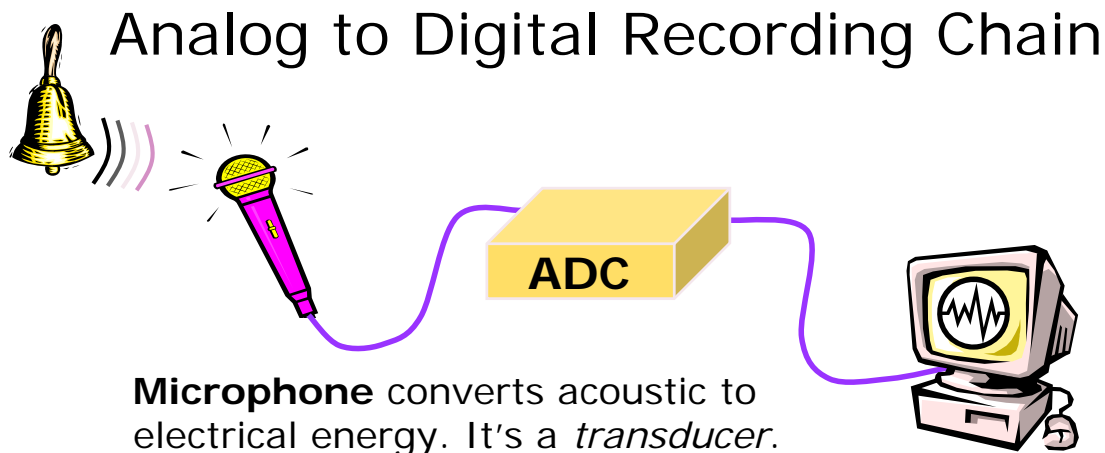 Analog to Digital Recording Chain
ADC
Microphone converts acoustic to
electrical energy. It's a transducer.